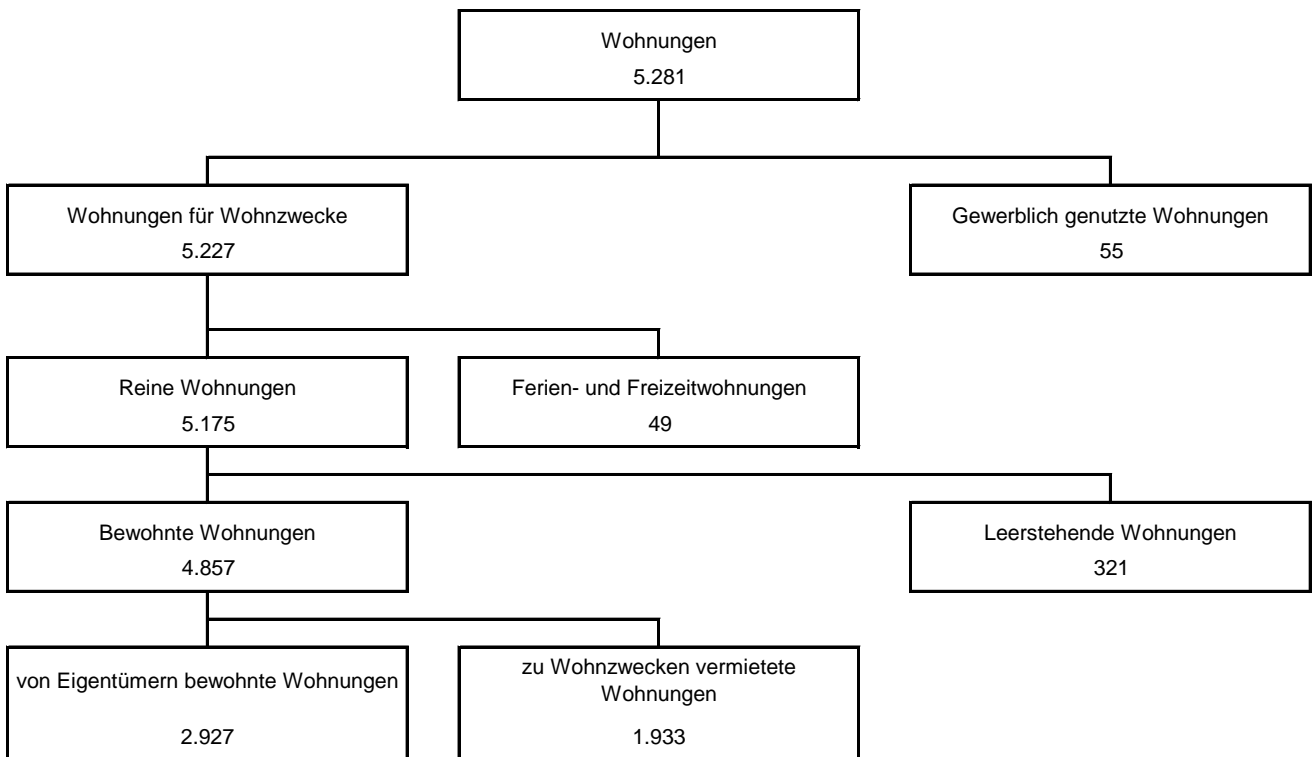 Wohnungen
5.281
Wohnungen für Wohnzwecke
5.227
Gewerblich genutzte Wohnungen
55
Reine Wohnungen
5.175
Ferien- und Freizeitwohnungen
49
Bewohnte Wohnungen
4.857
Leerstehende Wohnungen
321
von Eigentümern bewohnte Wohnungen
2.927
zu Wohnzwecken vermietete
Wohnungen
1.933